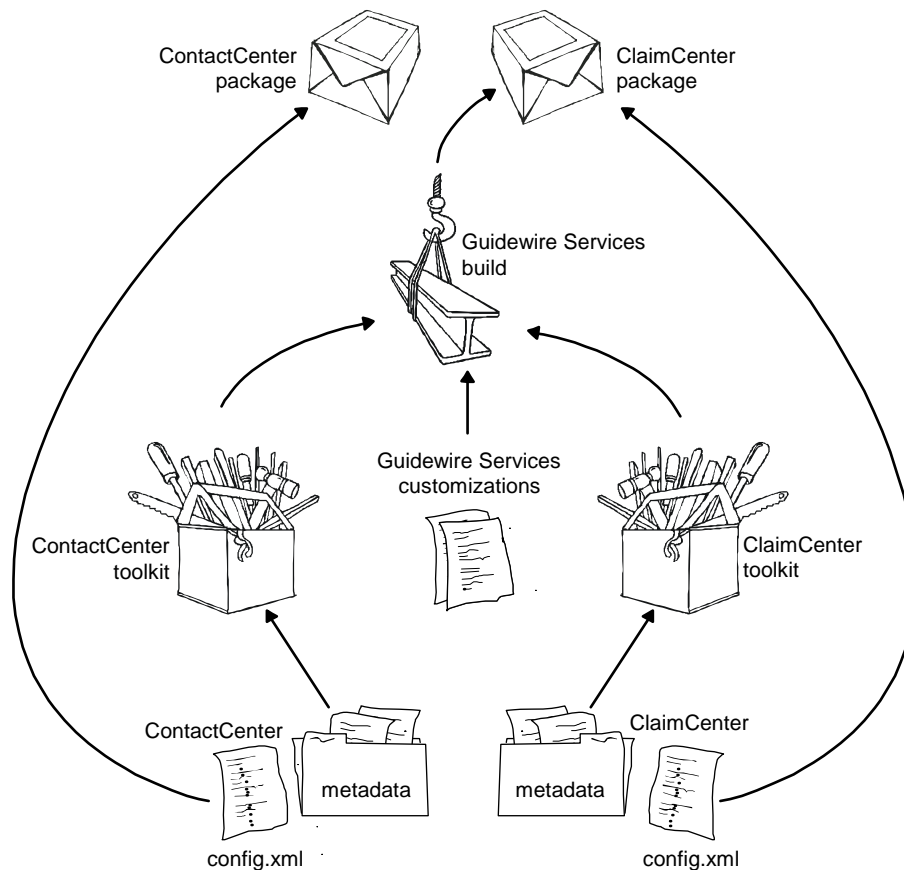 ContactCenter
package
ClaimCenter
package
Guidewire Services
build
Guidewire Services
customizations
ContactCenter
toolkit
ClaimCenter
toolkit
ContactCenter
ClaimCenter
metadata
metadata
config.xml
config.xml